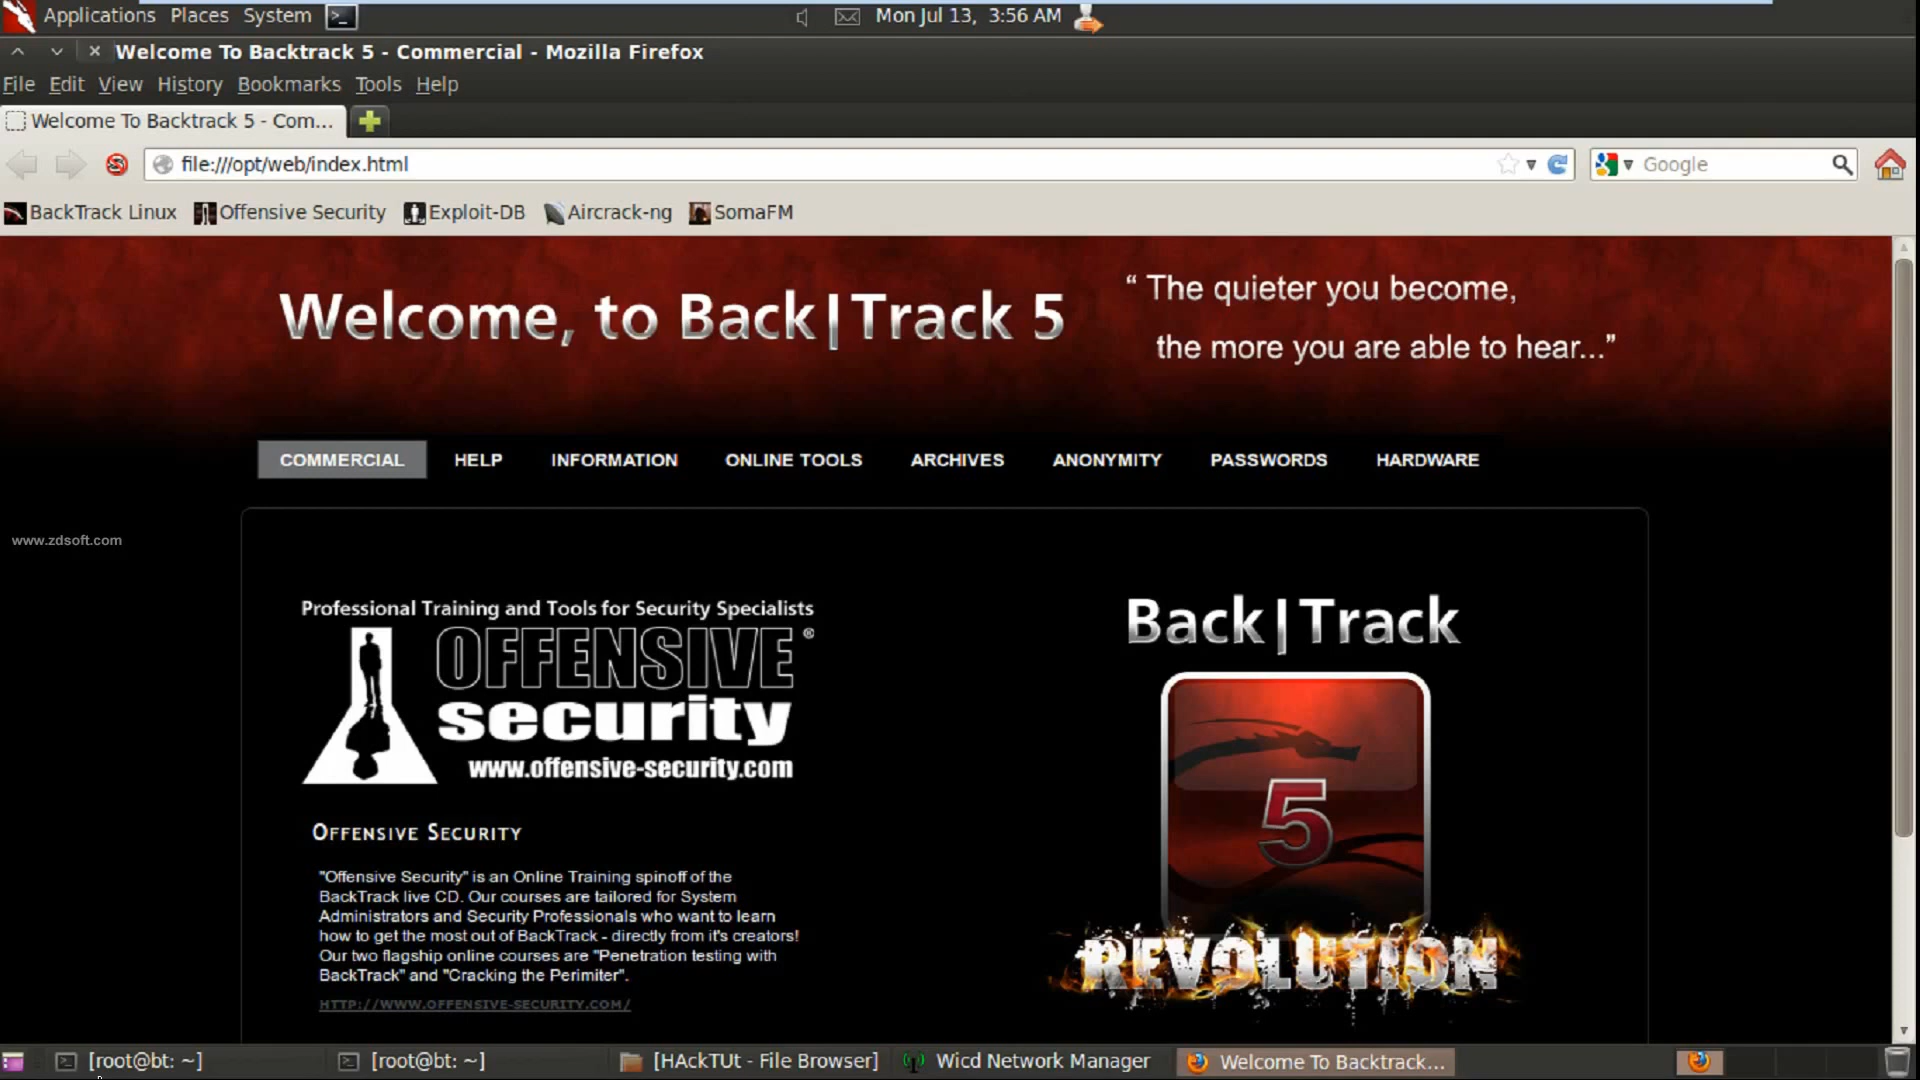 Applications Places System Mon Jul 13, 3:56 AM
Welcome To Backtrack 5 - Commercial - Mozilla Firefox
File Edit View History Bookmarks Tools Help
Welcome To Backtrack 5 - Com...
file:///opt/web/index.html Google
BackTrack Linux Offensive Security Exploit-DB Aircrack-ng SomaFM
Welcome, to Back|Track 5
“ The quieter you become,
the more you are able to hear...”
COMMERCIAL HELP INFORMATION ONLINE TOOLS ARCHIVES ANONYMITY PASSWORDS HARDWARE
www.zdsoft.com
Professional Training and Tools for Security Specialists
OFFENSIVE ®
security
www.offensive-security.com
OFFENSIVE SECURITY
"Offensive Security" is an Online Training spinoff of the
BackTrack live CD. Our courses are tailored for System
Administrators and Security Professionals who want to learn
how to get the most out of BackTrack - directly from it's creators!
Our two flagship online courses are "Penetration testing with
BackTrack" and "Cracking the Perimiter".
HTTP://WWW.OFFENSIVE-SECURITY.COM/
Back|Track
5
REVOLUTION
[root@bt: ~] [root@bt: ~] [HAckTUt - File Browser] Wicd Network Manager Welcome To Backtrack...